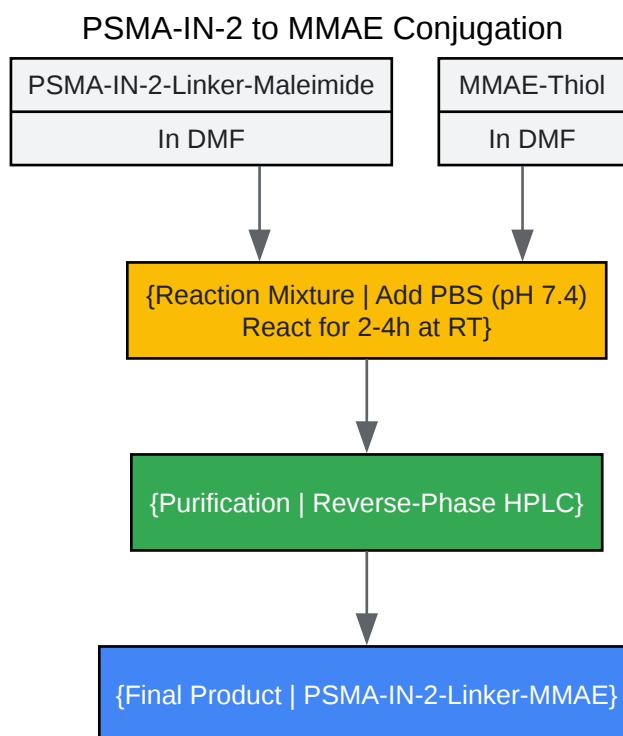 PSMA-IN-2 to MMAE Conjugation
PSMA-IN-2-Linker-Maleimide
In DMF
MMAE-Thiol
In DMF
{Reaction Mixture | Add PBS (pH 7.4)
React for 2-4h at RT}
{Purification | Reverse-Phase HPLC}
{Final Product | PSMA-IN-2-Linker-MMAE}